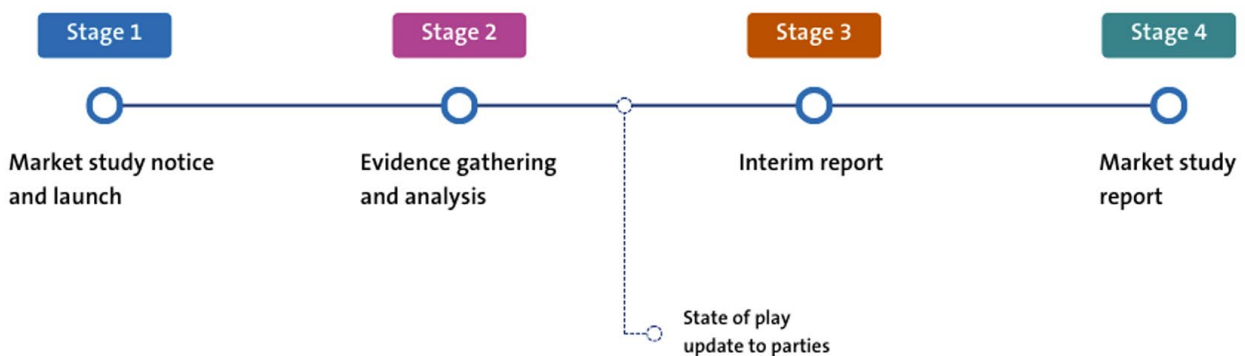 Stage 1
Stage 2
Stage 3
Stage 4
Market study notice
and launch
Evidence gathering
and analysis
Interim report
Market study
report
State of play
update to parties